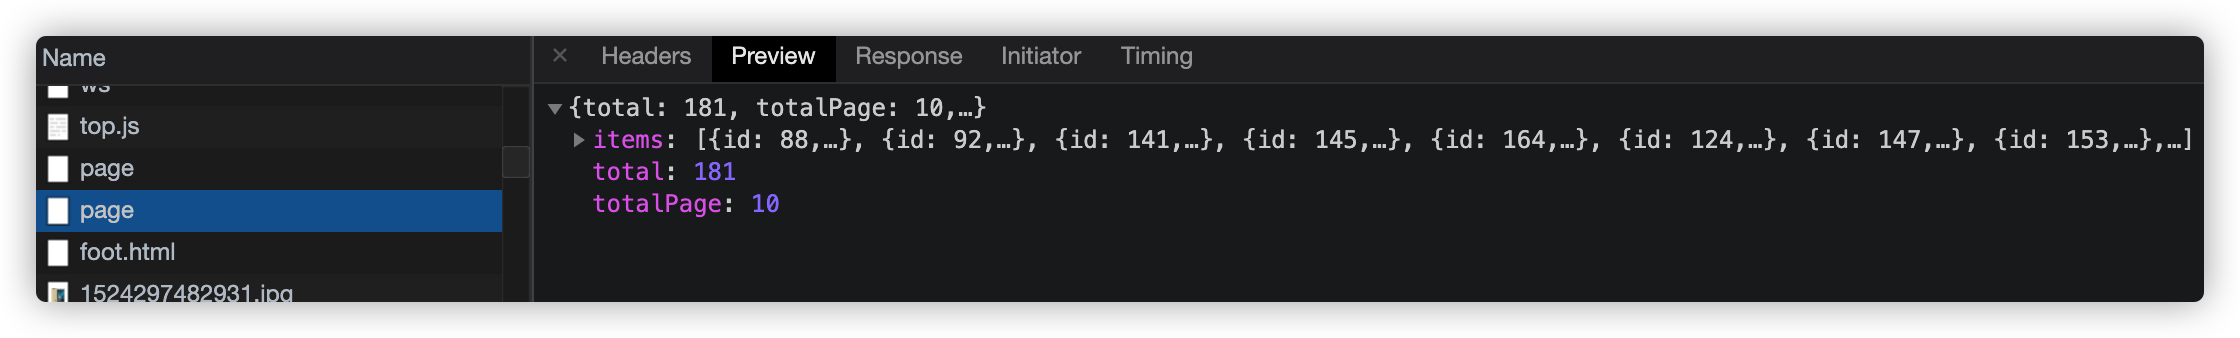 Name
ws
top.js
page
page
foot.html
1524297482931.jpg
× Headers Preview Response Initiator Timing
{total: 181, totalPage: 10,…}
items: [{id: 88,…}, {id: 92,…}, {id: 141,…}, {id: 145,…}, {id: 164,…}, {id: 124,…}, {id: 147,…}, {id: 153,…},…]
total: 181
totalPage: 10